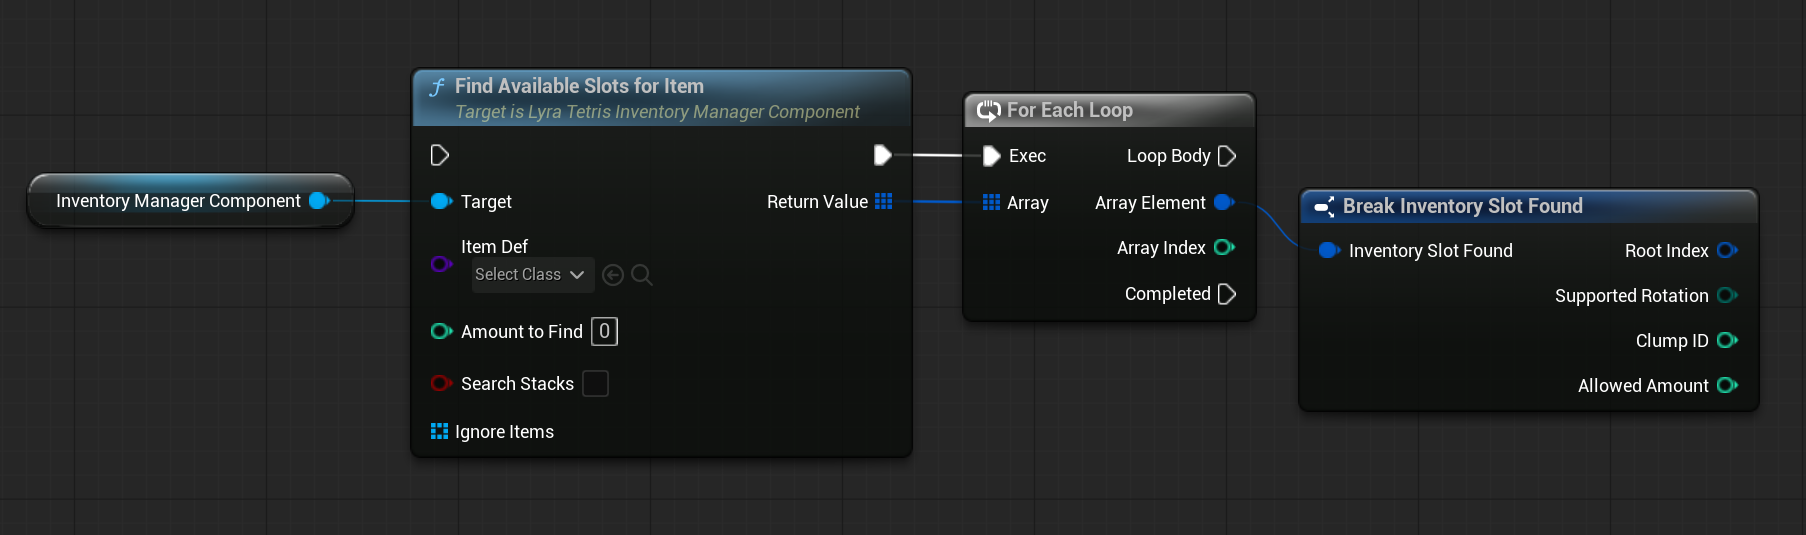 Inventory Manager Component
Find Available Slots for Item
Target is Lyra Tetris Inventory Manager Component
Target
Return Value
Item Def
Select Class
Amount to Find 0
Search Stacks
Ignore Items
For Each Loop
Exec
Loop Body
Array
Array Element
Array Index
Completed
Break Inventory Slot Found
Inventory Slot Found
Root Index
Supported Rotation
Clump ID
Allowed Amount